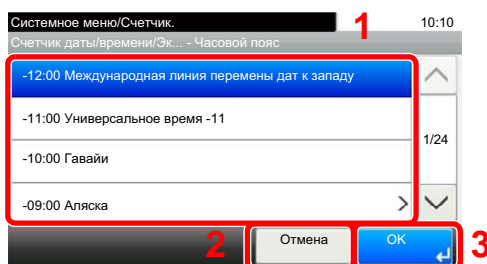 Системное меню/Счетчик. 1 10:10
Счетчик даты/времени/Эк... - Часовой пояс
-12:00 Международная линия перемены дат к западу
-11:00 Универсальное время -11
1/24
-10:00 Гавайи
-09:00 Аляска
2 Отмена OK 3